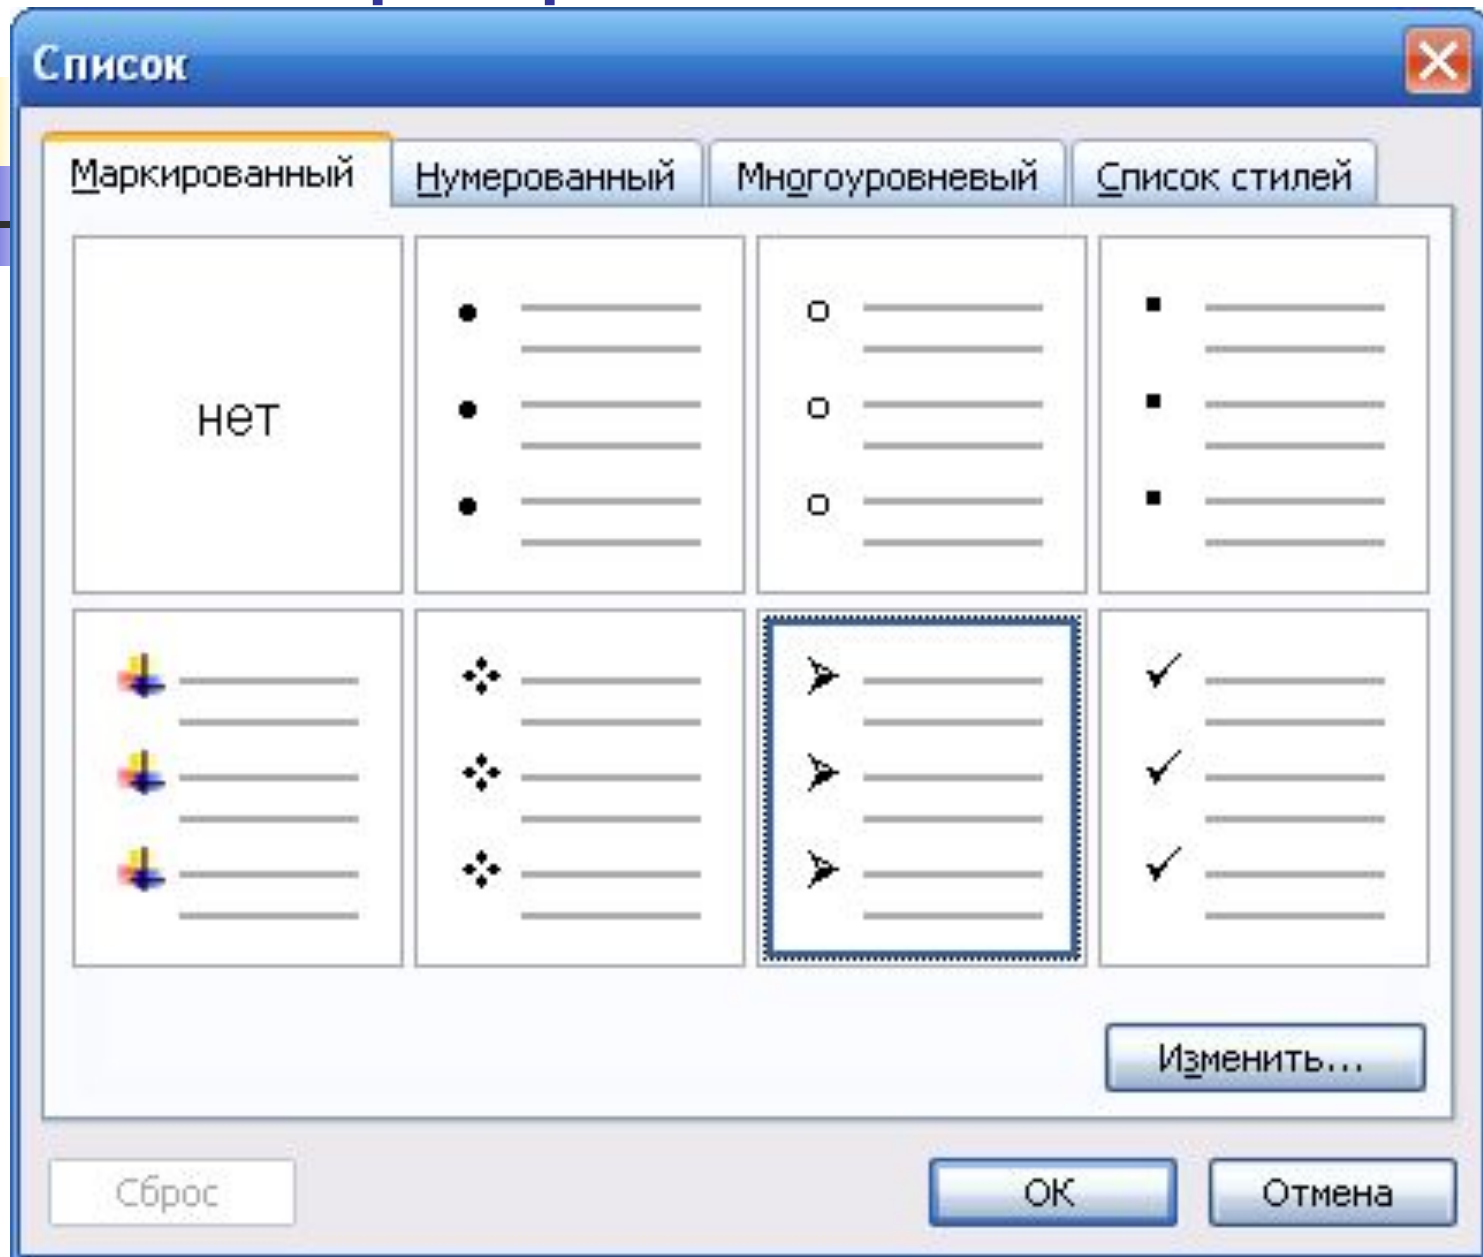 Список
Маркированный Нумерованный Многоуровневый Список стилей
нет
Изменить...
Сброс ОК Отмена